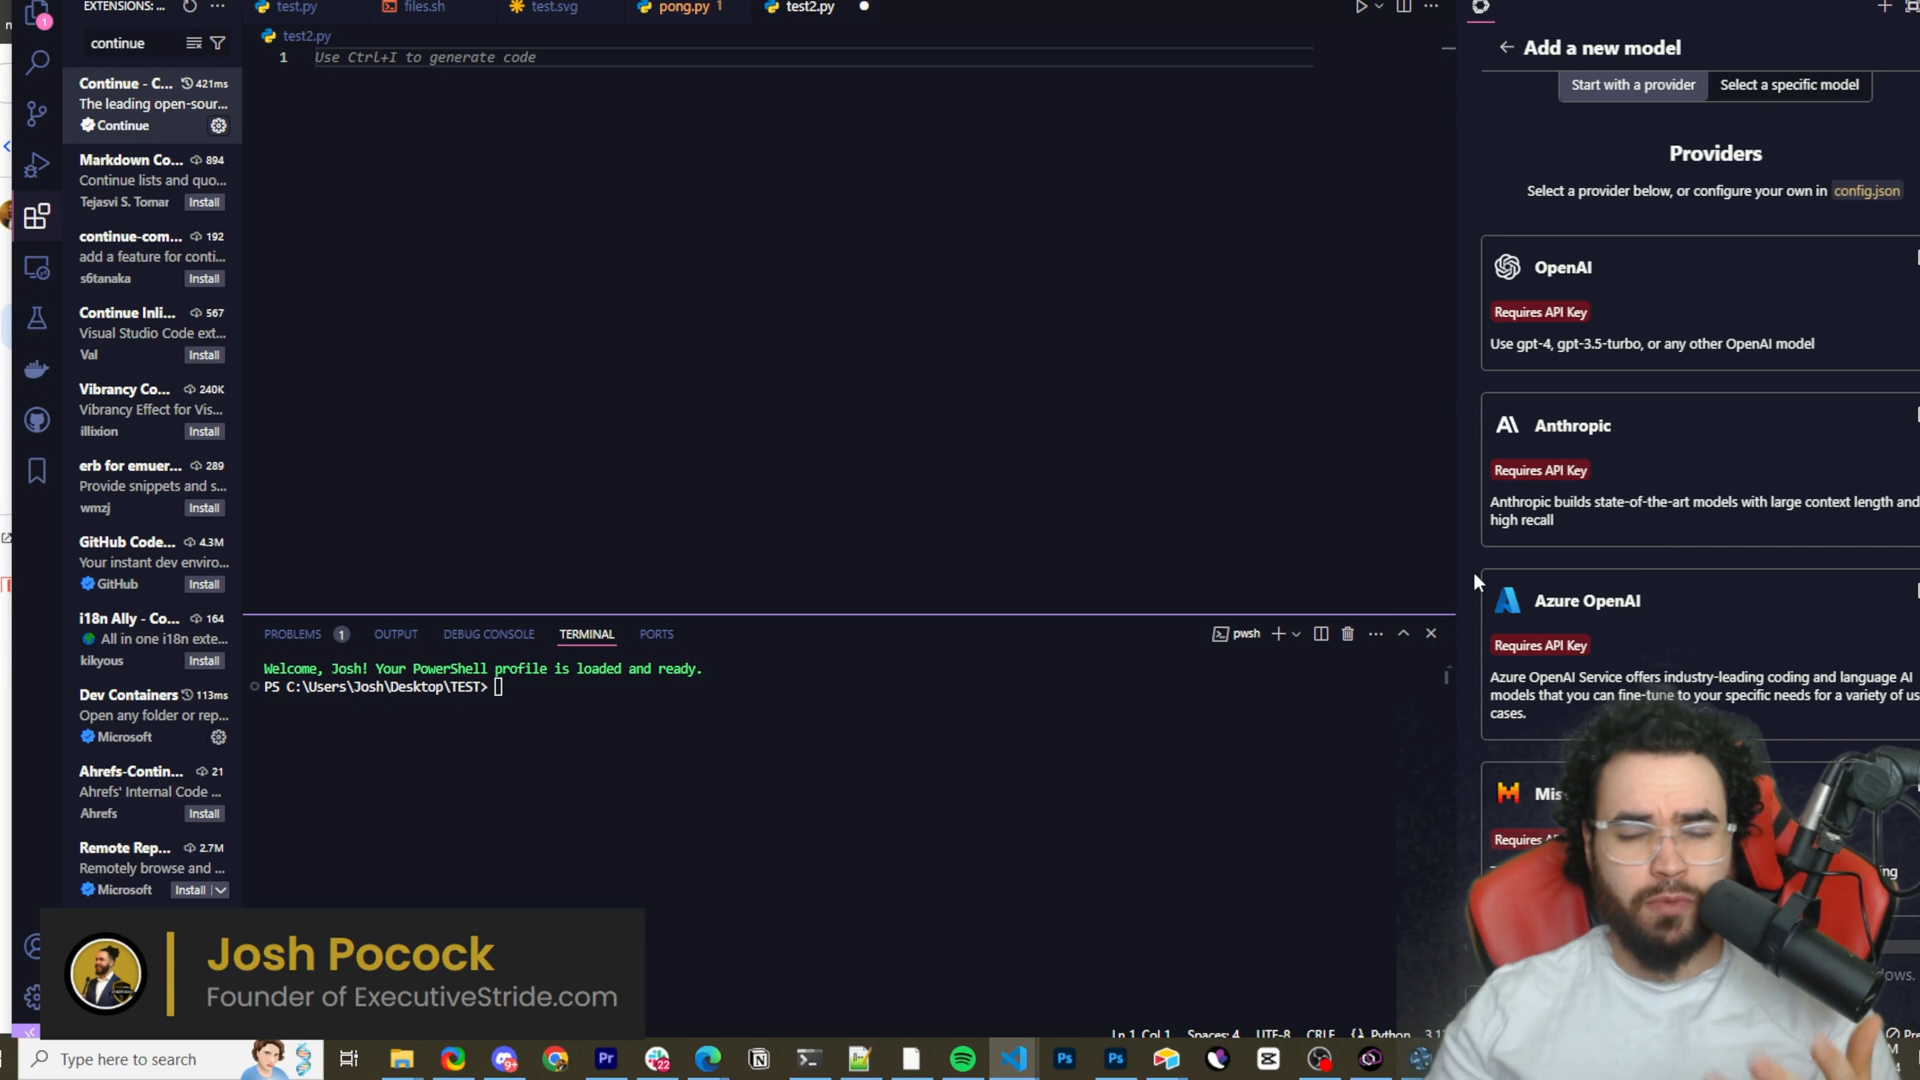 EXTENSIONS: ...
continue
Continue - C... 421ms
The leading open-sour...
Continue
Markdown Co... 894
Continue lists and quo...
Tejasvi S. Tomar Install
continue-com... 192
add a feature for conti...
s6tanaka Install
Continue Inli... 567
Visual Studio Code ext...
Val Install
Vibrancy Co... 240K
Vibrancy Effect for Vis...
illixion Install
erb for emuer... 289
Provide snippets and s...
wmzj Install
GitHub Code... 4.3M
Your instant dev enviro...
GitHub Install
i18n Ally - Co... 164
All in one i18n exte...
kikyous Install
Dev Containers 113ms
Open any folder or rep...
Microsoft
Ahrefs-Contin... 21
Ahrefs' Internal Code ...
Ahrefs Install
Remote Rep... 2.7M
Remotely browse and ...
Microsoft Install
test.py files.sh test.svg pong.py 1 test2.py
test2.py
1 Use Ctrl+I to generate code
PROBLEMS 1 OUTPUT DEBUG CONSOLE TERMINAL PORTS pwsh
Welcome, Josh! Your PowerShell profile is loaded and ready.
PS C:\Users\Josh\Desktop\TEST>
Add a new model
Start with a provider Select a specific model
Providers
Select a provider below, or configure your own in config.json
OpenAI
Requires API Key
Use gpt-4, gpt-3.5-turbo, or any other OpenAI model
Anthropic
Requires API Key
Anthropic builds state-of-the-art models with large context length and
high recall
Azure OpenAI
Requires API Key
Azure OpenAI Service offers industry-leading coding and language AI
models that you can fine-tune to your specific needs for a variety of us
cases.
Mis
Requires A
ng
dows.
Josh Pocock
Founder of ExecutiveStride.com
Ln 1, Col 1 Spaces: 4 UTF-8 CRLF Python
Type here to search